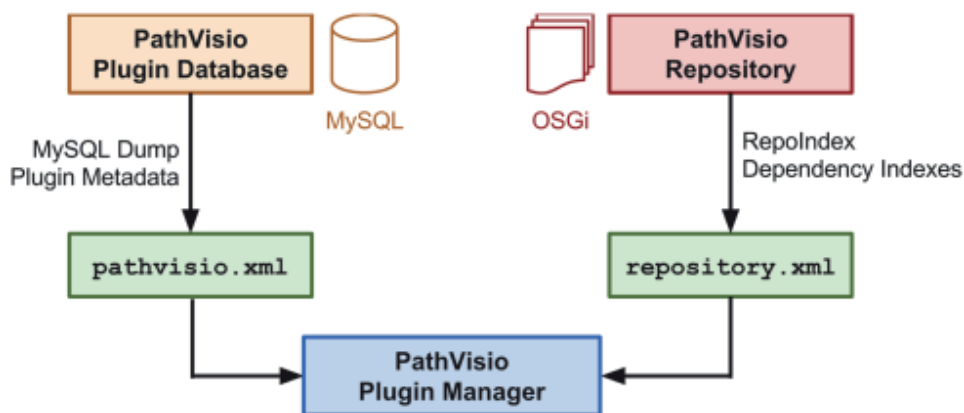 PathVisio
Plugin Database
MySQL
OSGi
PathVisio
Repository
MySQL Dump
Plugin Metadata
RepoIndex
Dependency Indexes
pathvisio.xml
repository.xml
PathVisio
Plugin Manager